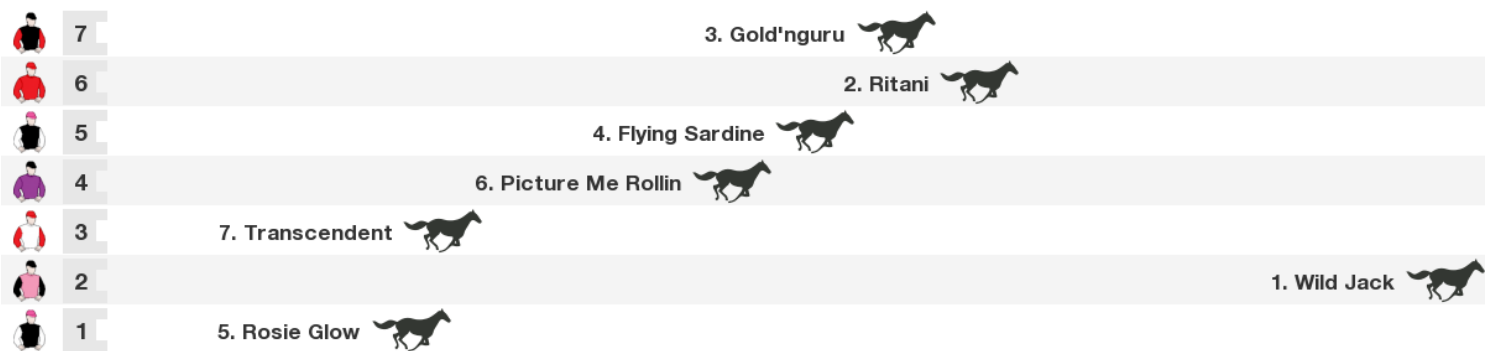 7 3. Gold'nguru
6 2. Ritani
5 4. Flying Sardine
4 6. Picture Me Rollin
3 7. Transcendent
2 1. Wild Jack
1 5. Rosie Glow